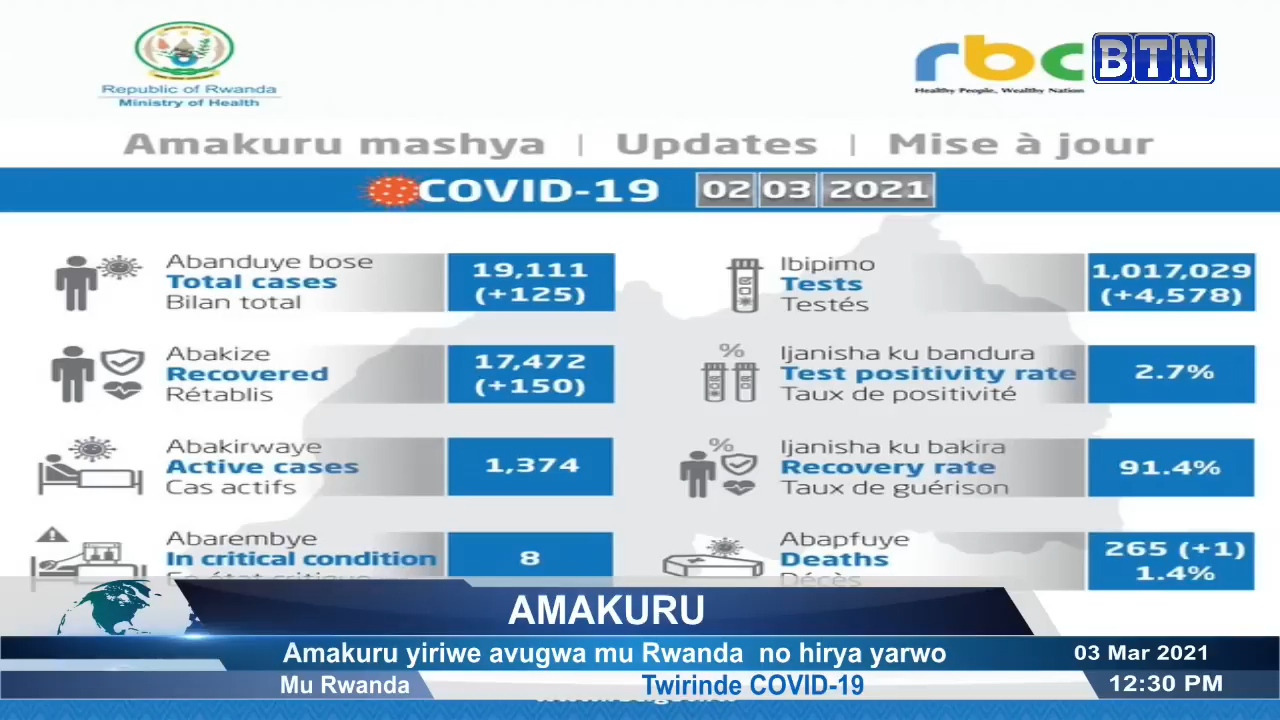 Republic of Rwanda
Ministry of Health
rbc
Healthy People, Wealthy Nation
BTN
Amakuru mashya | Updates | Mise à jour
COVID-19 02 03 2021
Abanduye bose
Total cases
Bilan total
19,111
(+125)
Ibipimo
Tests
Testés
1,017,029
(+4,578)
Abakize
Recovered
Rétablis
17,472
(+150)
%
Ijanisha ku bandura
Test positivity rate
Taux de positivité
2.7%
Abakirwaye
Active cases
Cas actifs
1,374
%
Ijanisha ku bakira
Recovery rate
Taux de guérison
91.4%
Abarembye
In critical condition
En état critique
8
Abapfuye
Deaths
Décès
265 (+1)
1.4%
AMAKURU
Amakuru yiriwe avugwa mu Rwanda no hirya yarwo
03 Mar 2021
Mu Rwanda
Twirinde COVID-19
12:30 PM